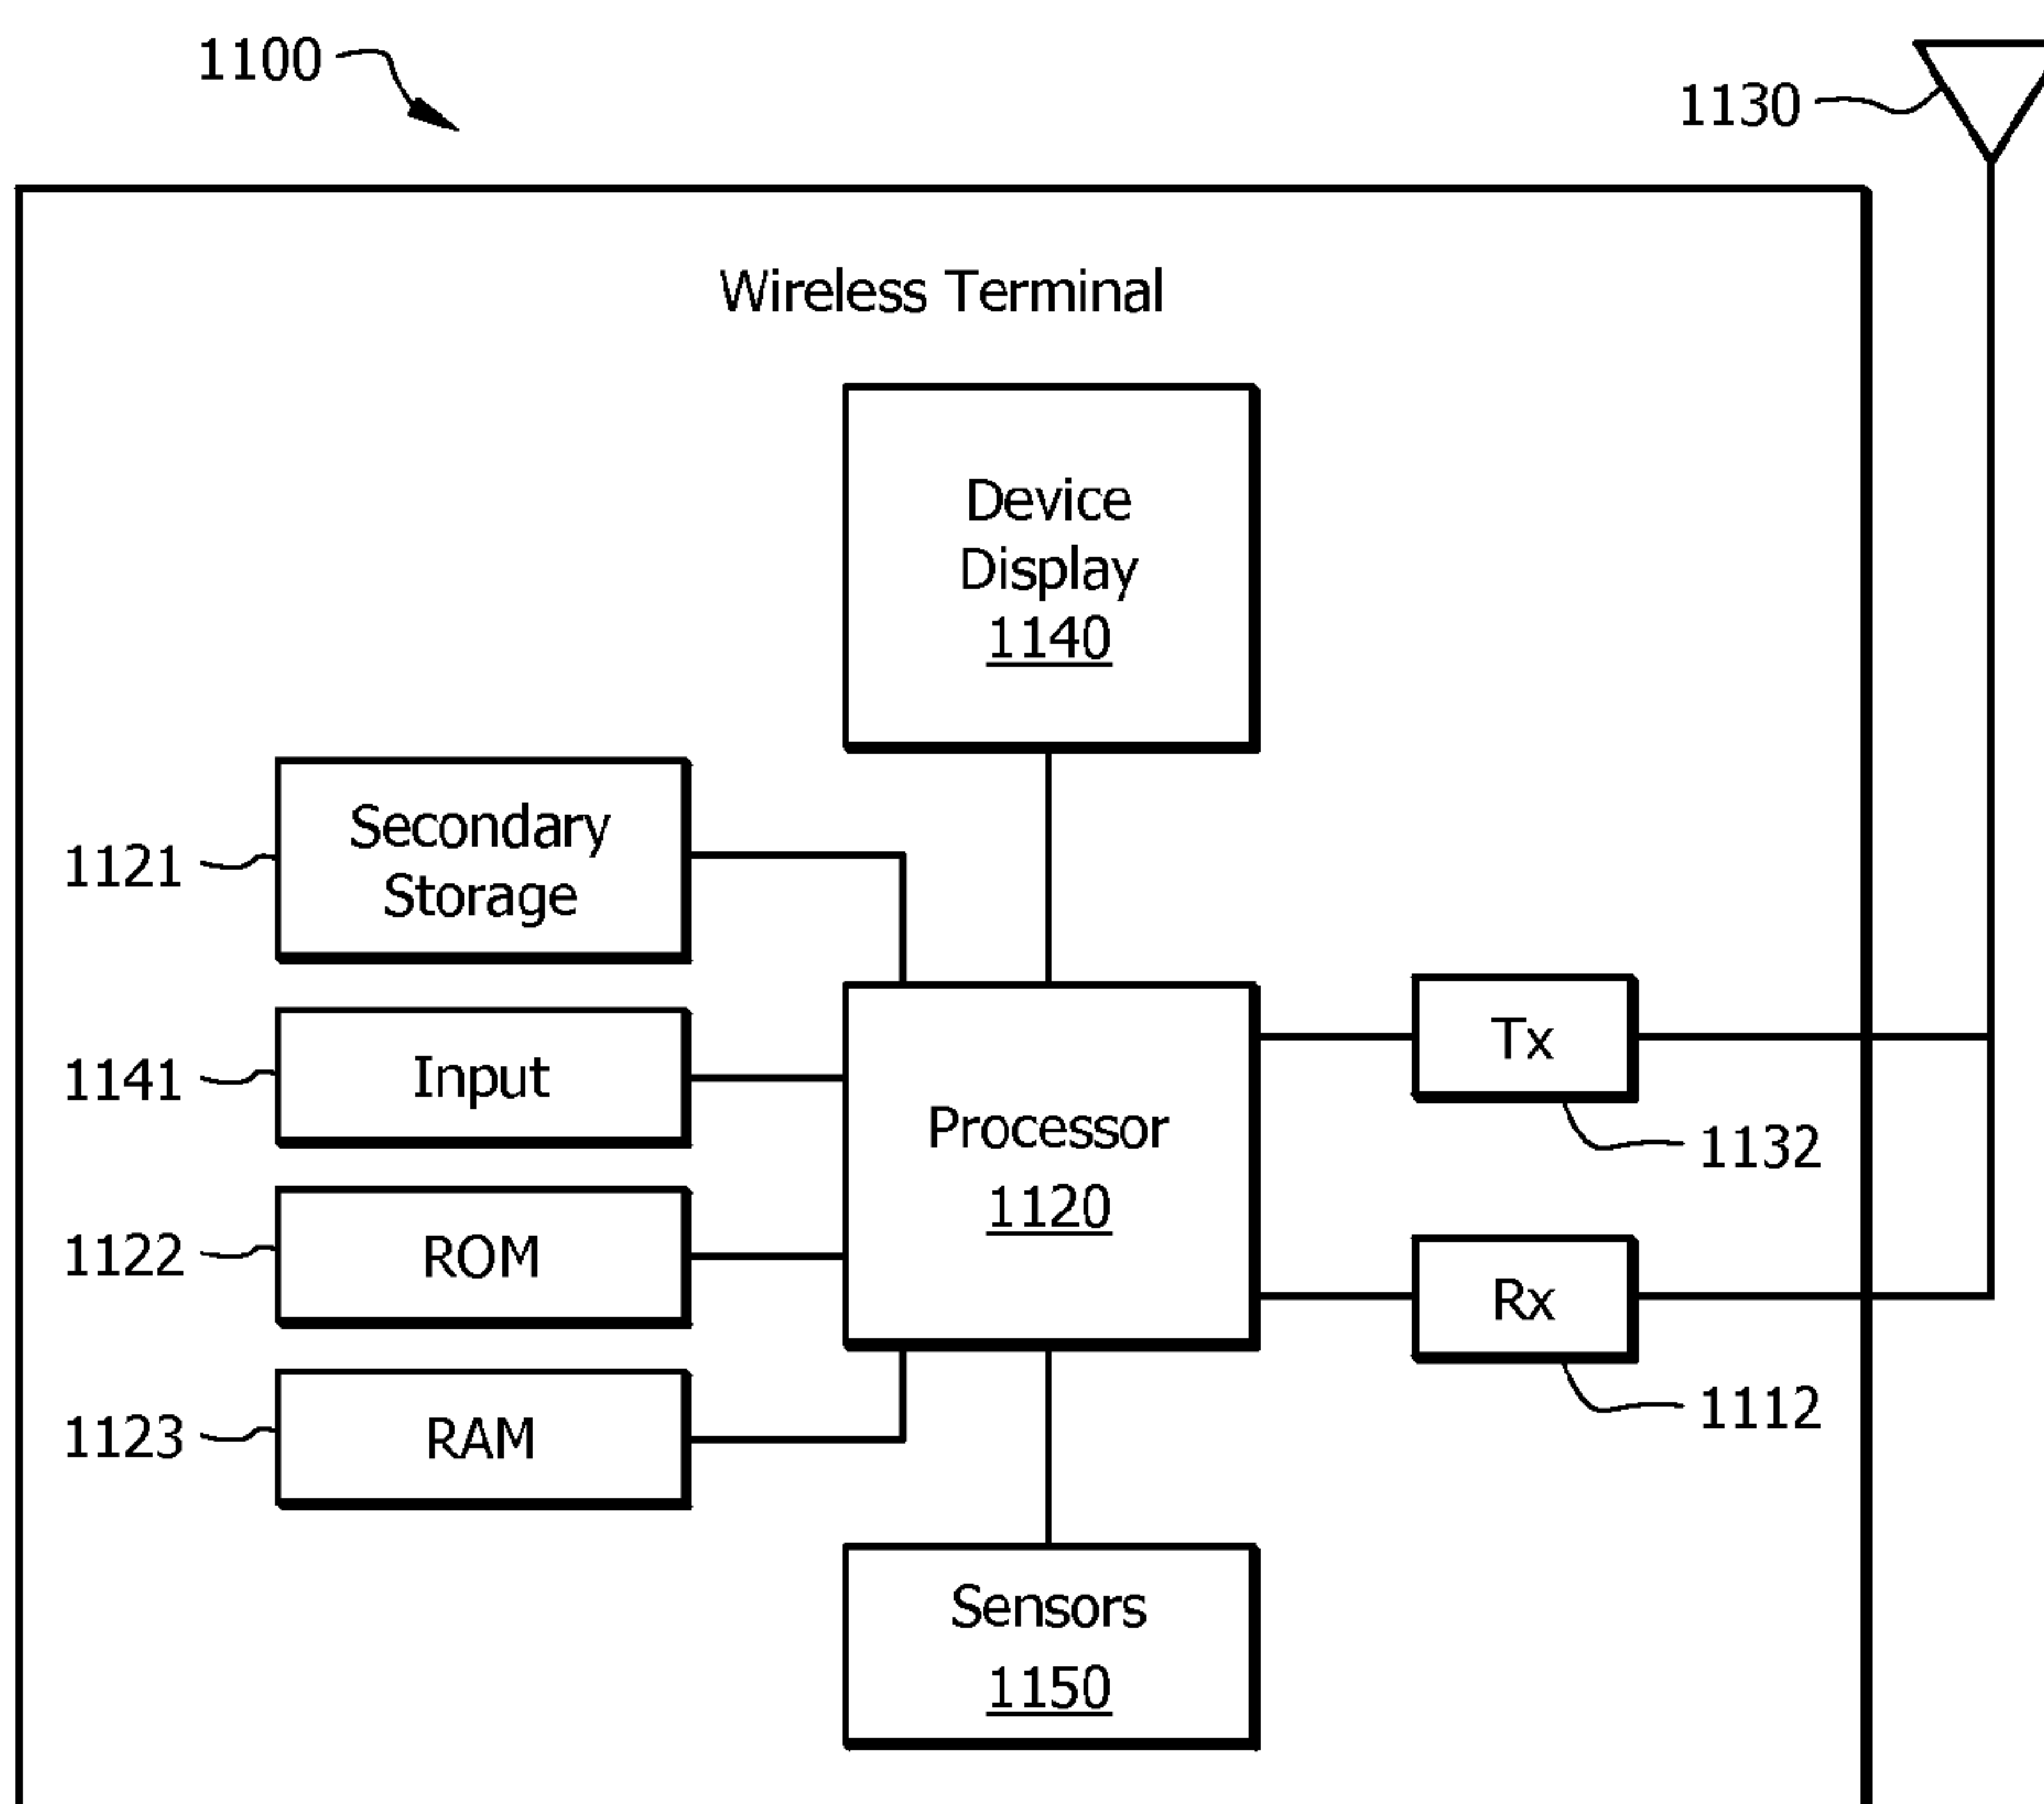 1100
1130
Wireless Terminal
Device
Display
1140
Secondary
Storage
1121
Input
1141
Processor
1120
Tx
1132
ROM
1122
Rx
1112
RAM
1123
Sensors
1150